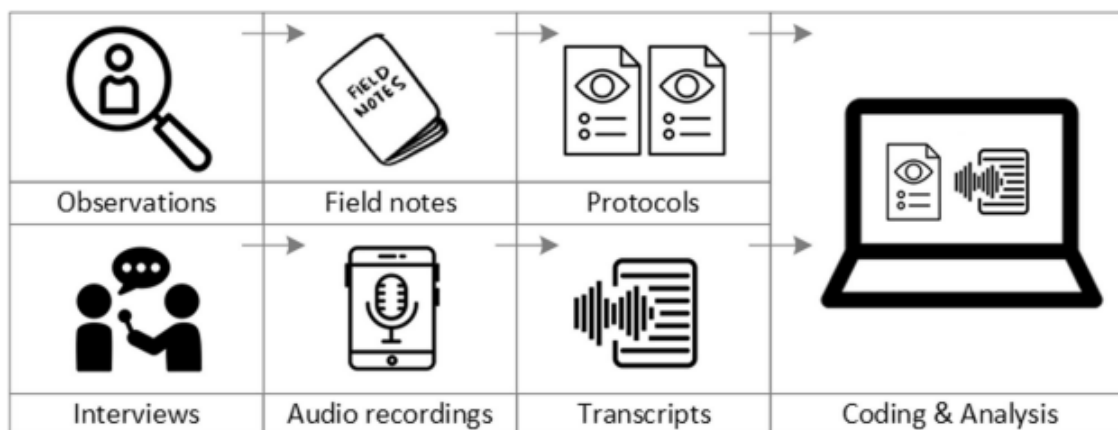 FIELD
NOTES
Observations
Field notes
Protocols
Interviews
Audio recordings
Transcripts
Coding & Analysis